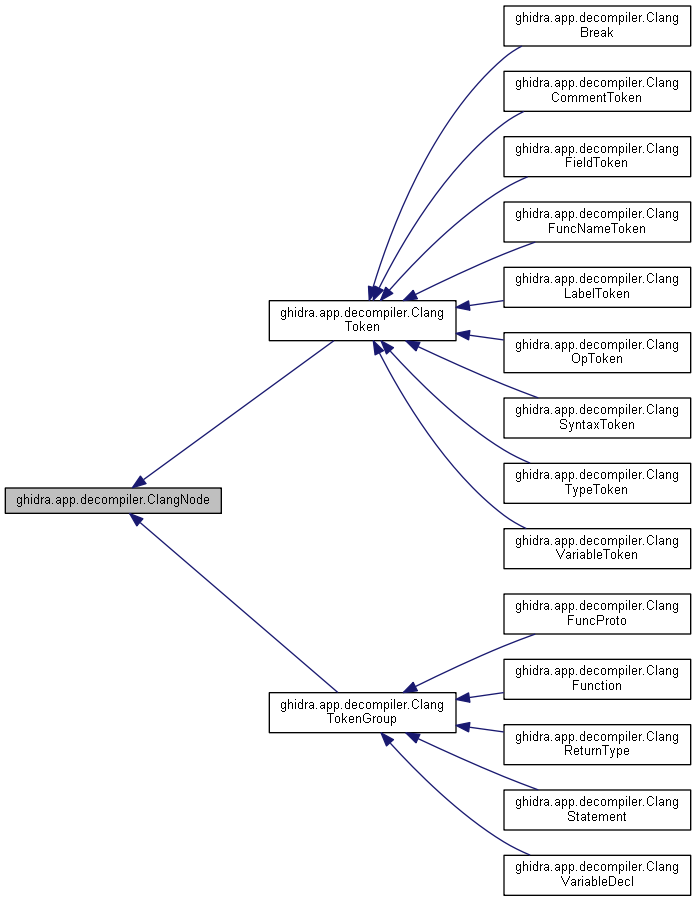 ghidra.app.decompiler.ClangNode
ghidra.app.decompiler.Clang
Token
ghidra.app.decompiler.Clang
Break
ghidra.app.decompiler.Clang
CommentToken
ghidra.app.decompiler.Clang
FieldToken
ghidra.app.decompiler.Clang
FuncNameToken
ghidra.app.decompiler.Clang
LabelToken
ghidra.app.decompiler.Clang
OpToken
ghidra.app.decompiler.Clang
SyntaxToken
ghidra.app.decompiler.Clang
TypeToken
ghidra.app.decompiler.Clang
VariableToken
ghidra.app.decompiler.Clang
TokenGroup
ghidra.app.decompiler.Clang
FuncProto
ghidra.app.decompiler.Clang
Function
ghidra.app.decompiler.Clang
ReturnType
ghidra.app.decompiler.Clang
Statement
ghidra.app.decompiler.Clang
VariableDecl